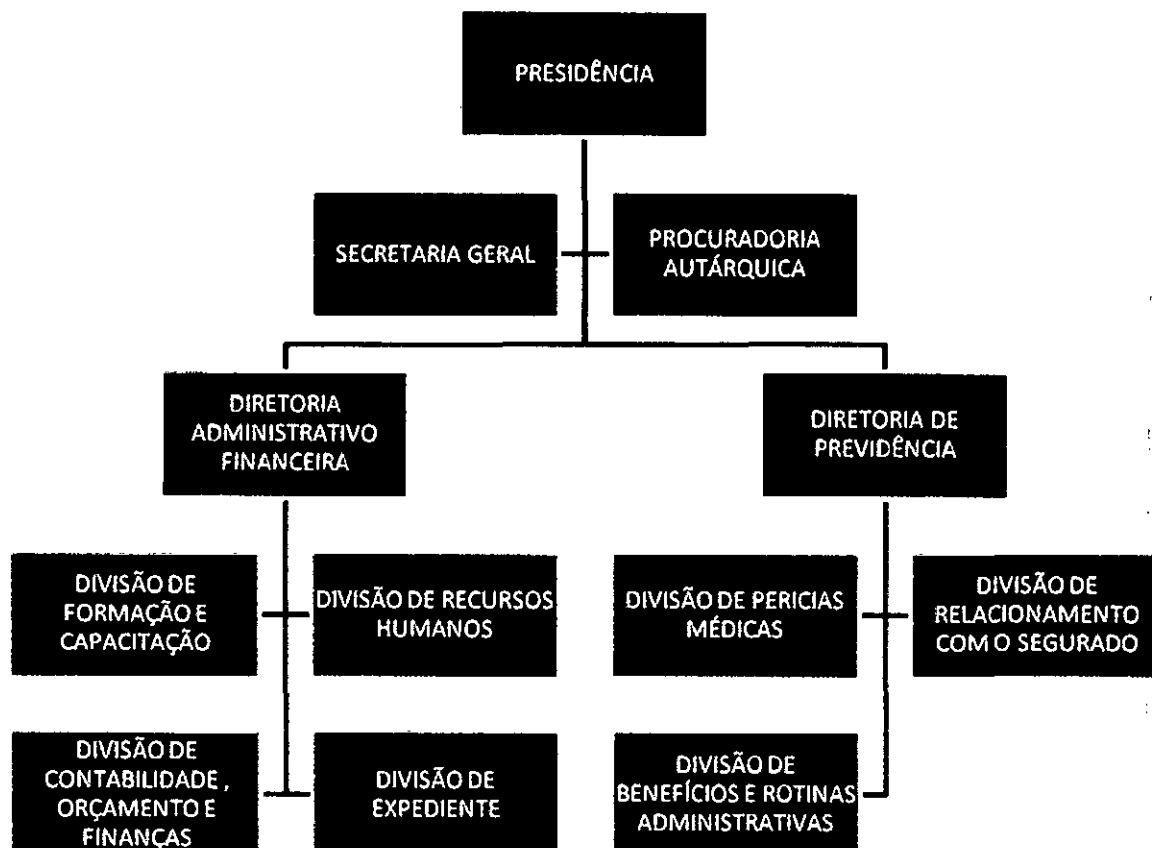 PRESIDÊNCIA
SECRETARIA GERAL
PROCURADORIA
AUTÁRQUICA
DIRETORIA
ADMINISTRATIVO
FINANCEIRA
DIRETORIA DE
PREVIDÊNCIA
DIVISÃO DE
FORMAÇÃO E
CAPACITAÇÃO
DIVISÃO DE RECURSOS
HUMANOS
DIVISÃO DE PERICIAS
MÉDICAS
DIVISÃO DE
RELACIONAMENTO
COM O SEGURADO
DIVISÃO DE
CONTABILIDADE,
ORÇAMENTO E
FINANÇAS
DIVISÃO DE
EXPEDIENTE
DIVISÃO DE
BENEFÍCIOS E ROTINAS
ADMINISTRATIVAS